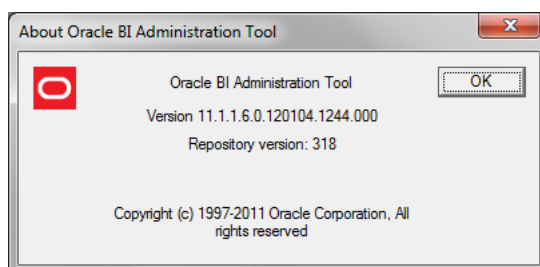 About Oracle BI Administration Tool
Oracle BI Administration Tool
OK
Version 11.1.1.6.0.120104.1244.000
Repository version: 318
Copyright (c) 1997-2011 Oracle Corporation, All
rights reserved